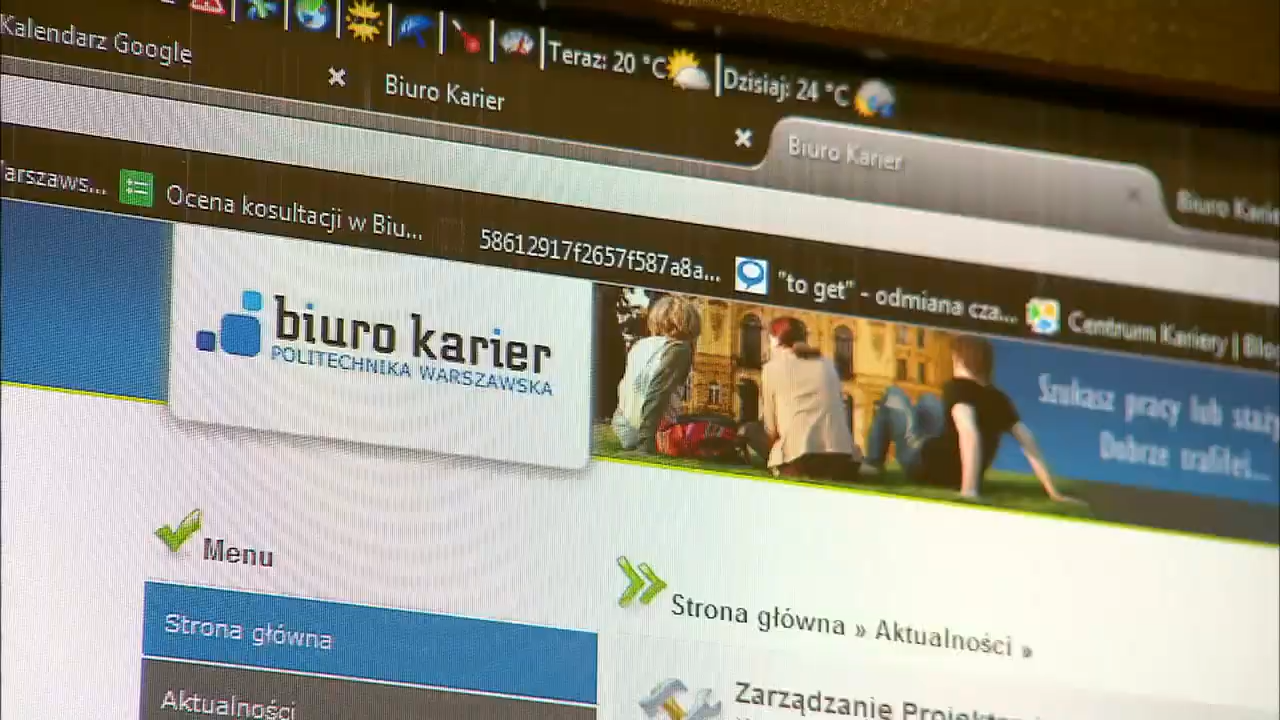 Kalendarz Google
Biuro Karier
Teraz: 20 °C
Dzisiaj: 24 °C
Biuro Karier
Biuro
arszaws...
Ocena kosultacji w Biu...
58612917f2657f587a8a...
"to get" - odmiana cza...
Centrum Kariery | Blo
biuro karier
POLITECHNIKA WARSZAWSKA
Szukasz pracy lub staż
Dobrze trafiłeś...
Menu
Strona główna
Aktualności
Strona główna » Aktualności »
Zarządzanie